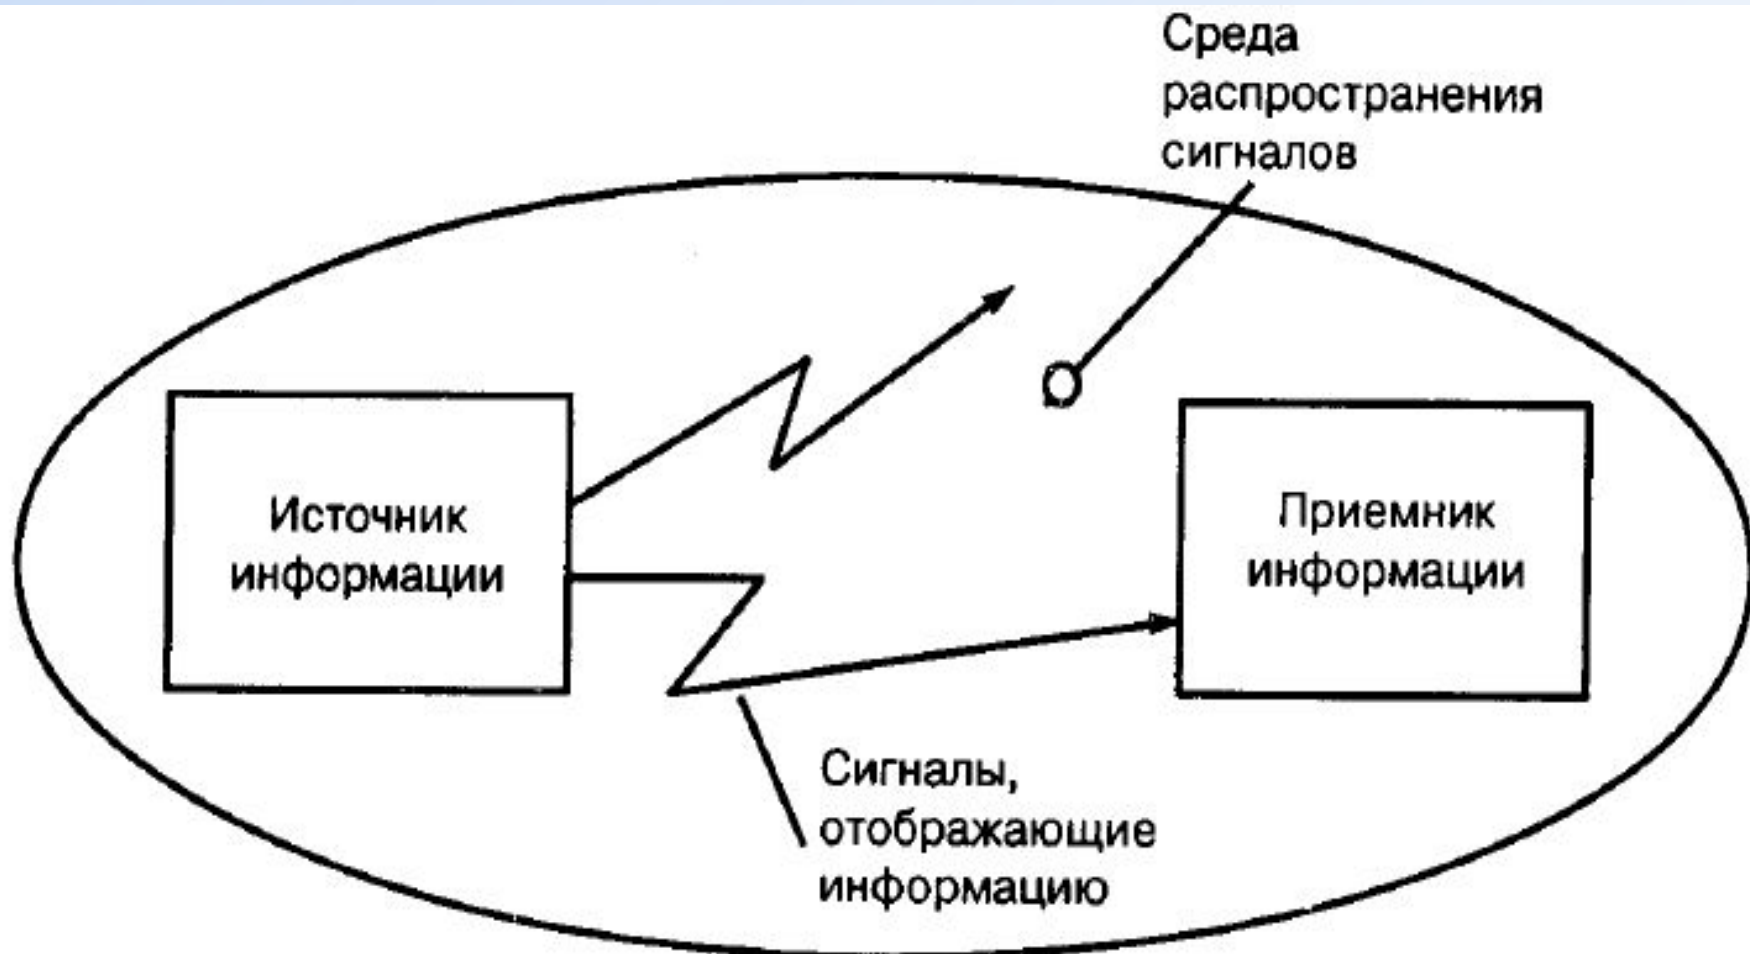 Среда
распространения
сигналов
Источник
информации
Приемник
информации
Сигналы,
отображающие
информацию